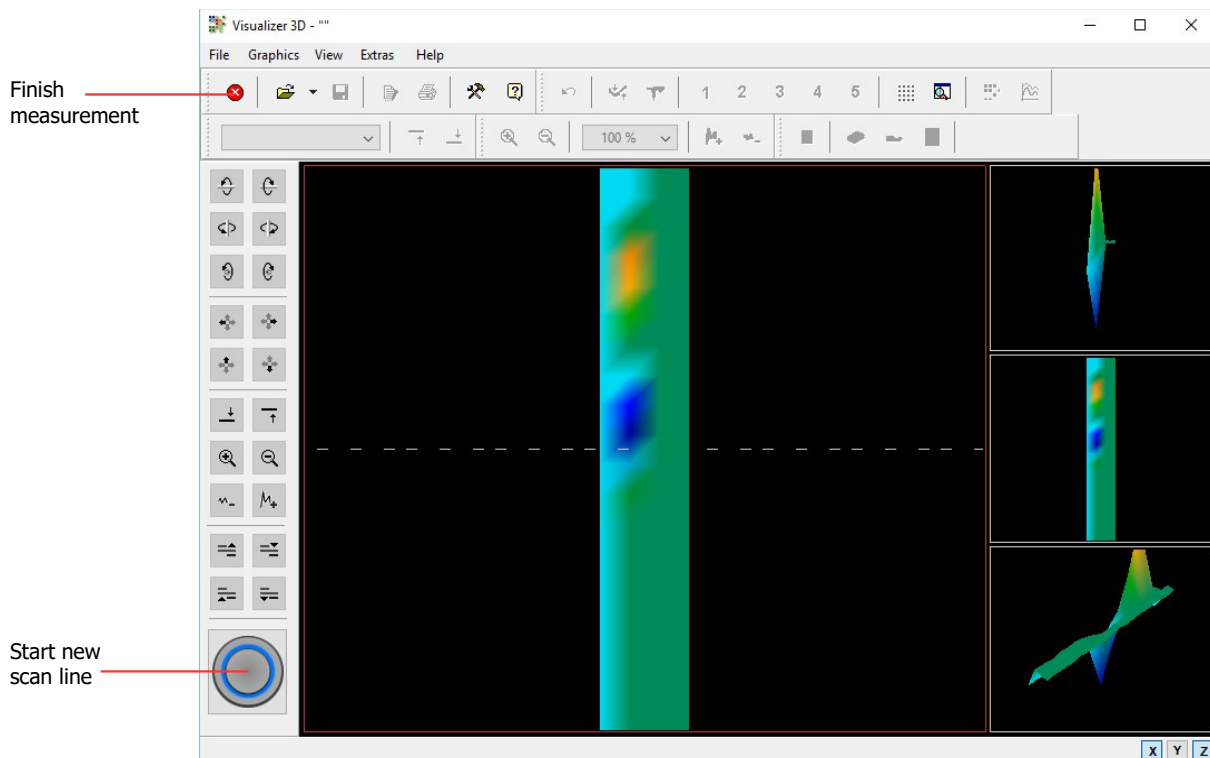 Visualizer 3D - ""
File Graphics View Extras Help
Finish
measurement
1 2 3 4 5
100 %
Start new
scan line
X Y Z